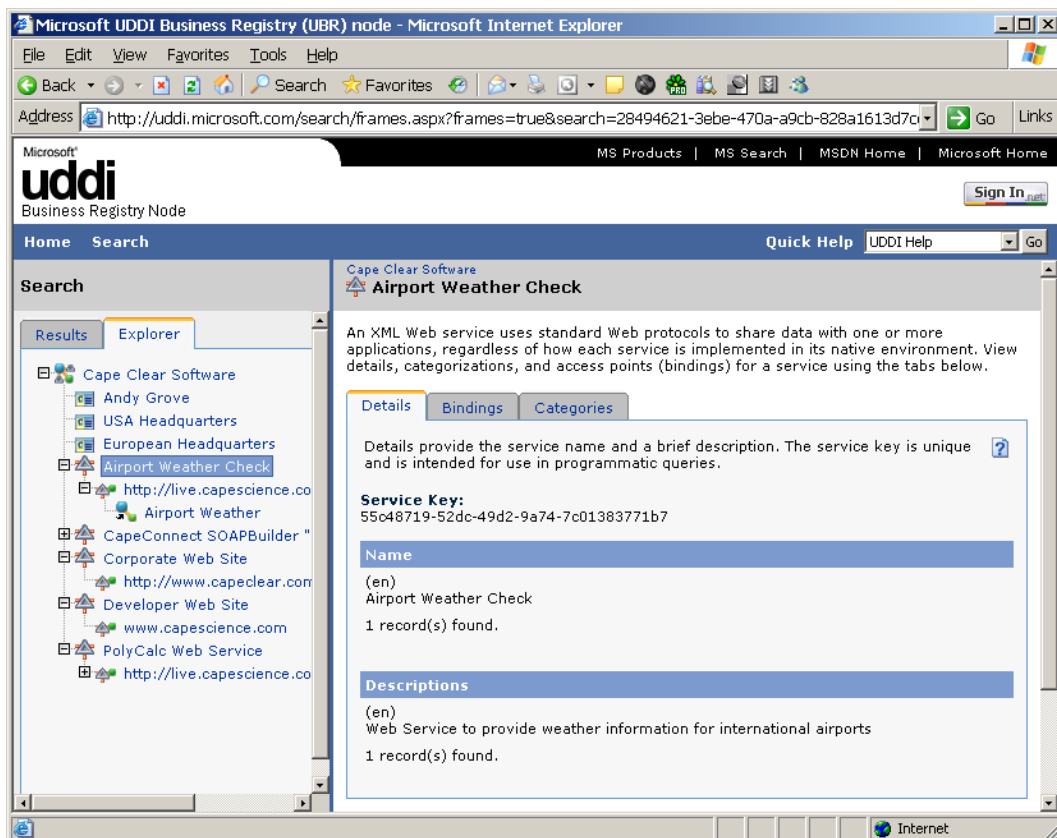 Microsoft UDDI Business Registry (UBR) node - Microsoft Internet Explorer
File Edit View Favorites Tools Help
Back Search Favorites PRO
Address http://uddi.microsoft.com/search/frames.aspx?frames=true&search=28494621-3ebe-470a-a9cb-828a1613d7c Go Links
Microsoft
MS Products | MS Search | MSDN Home | Microsoft Home
uddi
Business Registry Node
Sign In .net
Home Search
Quick Help UDDI Help Go
Search
Results Explorer
Cape Clear Software
Andy Grove
USA Headquarters
European Headquarters
Airport Weather Check
http://live.capescience.co
Airport Weather
CapeConnect SOAPBuilder "
Corporate Web Site
http://www.capeclear.com
Developer Web Site
www.capescience.com
PolyCalc Web Service
http://live.capescience.co
Cape Clear Software
Airport Weather Check
An XML Web service uses standard Web protocols to share data with one or more
applications, regardless of how each service is implemented in its native environment. View
details, categorizations, and access points (bindings) for a service using the tabs below.
Details Bindings Categories
Details provide the service name and a brief description. The service key is unique
and is intended for use in programmatic queries.
Service Key:
55c48719-52dc-49d2-9a74-7c01383771b7
Name
(en)
Airport Weather Check
1 record(s) found.
Descriptions
(en)
Web Service to provide weather information for international airports
1 record(s) found.
Internet